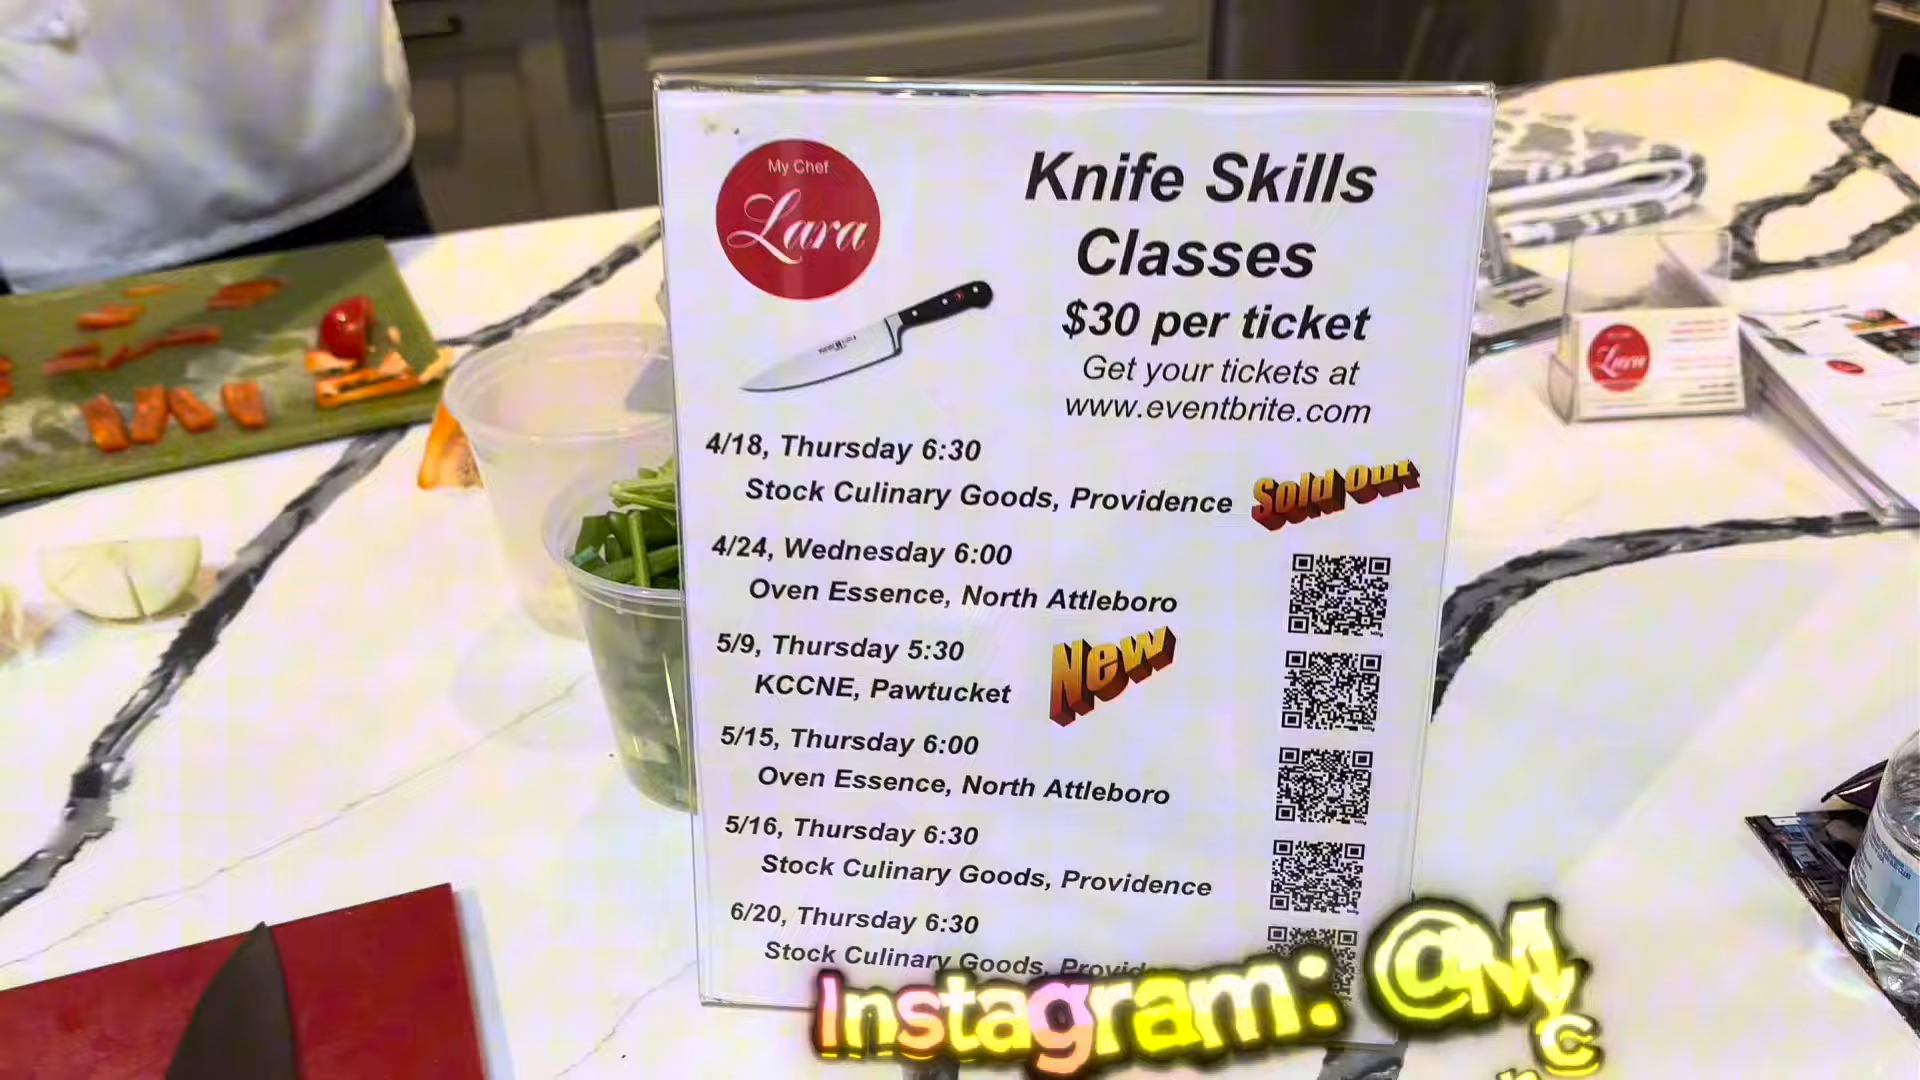 My Chef
Lara
Knife Skills
Classes
$30 per ticket
Get your tickets at
www.eventbrite.com
4/18, Thursday 6:30
Stock Culinary Goods, Providence
Sold Out
4/24, Wednesday 6:00
Oven Essence, North Attleboro
5/9, Thursday 5:30
KCCNE, Pawtucket
New
5/15, Thursday 6:00
Oven Essence, North Attleboro
5/16, Thursday 6:30
Stock Culinary Goods, Providence
6/20, Thursday 6:30
Stock Culinary Goods,
Instagram: @MyC
Lara